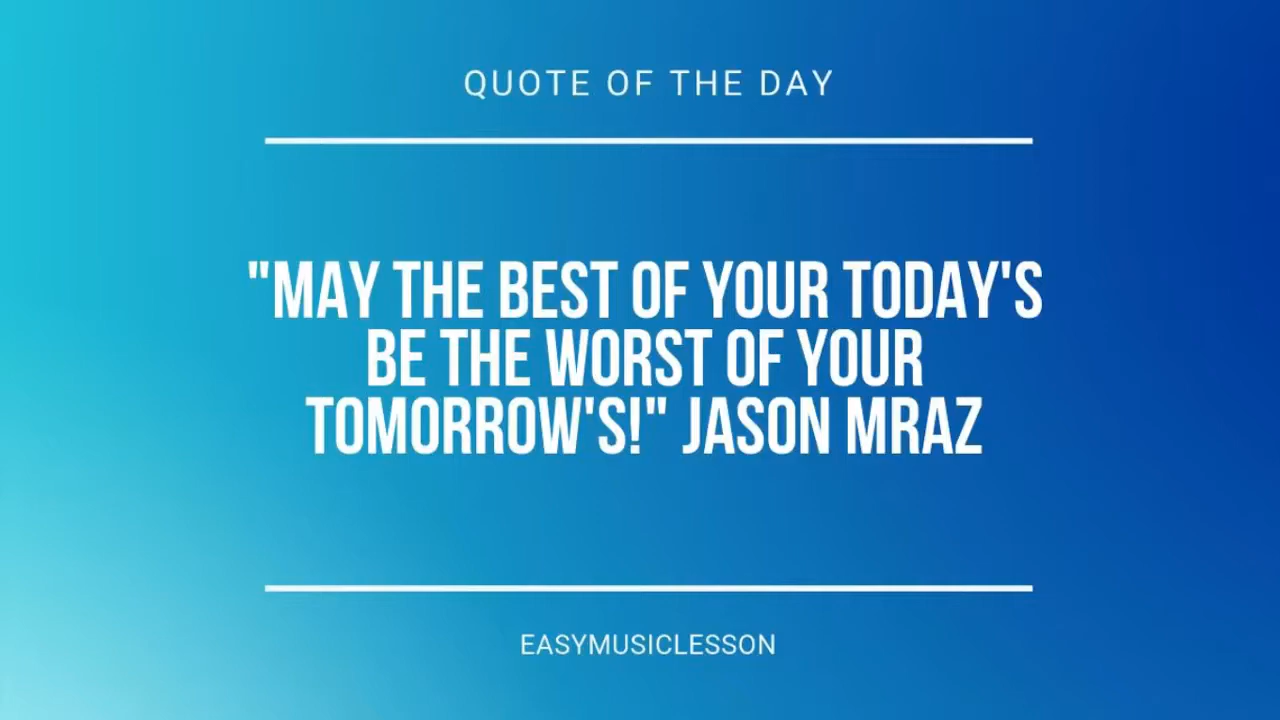 QUOTE OF THE DAY
"MAY THE BEST OF YOUR TODAY'S
BE THE WORST OF YOUR
TOMORROW'S!" JASON MRAZ
EASYMUSICLESSON